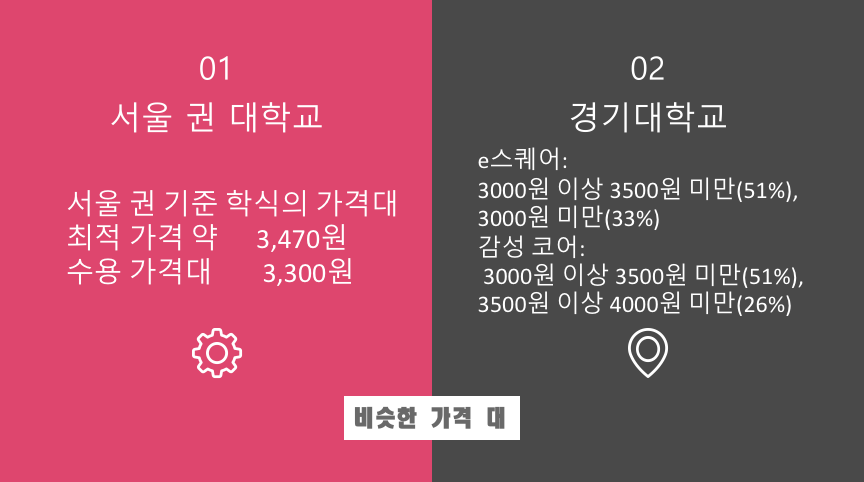 01
서울 권 대학교
서울 권 기준 학식의 가격대
최적 가격 약 3,470원
수용 가격대 3,300원
02
경기대학교
e스퀘어:
3000원 이상 3500원 미만(51%),
3000원 미만(33%)
감성 코어:
3000원 이상 3500원 미만(51%),
3500원 이상 4000원 미만(26%)
비슷한 가격 대